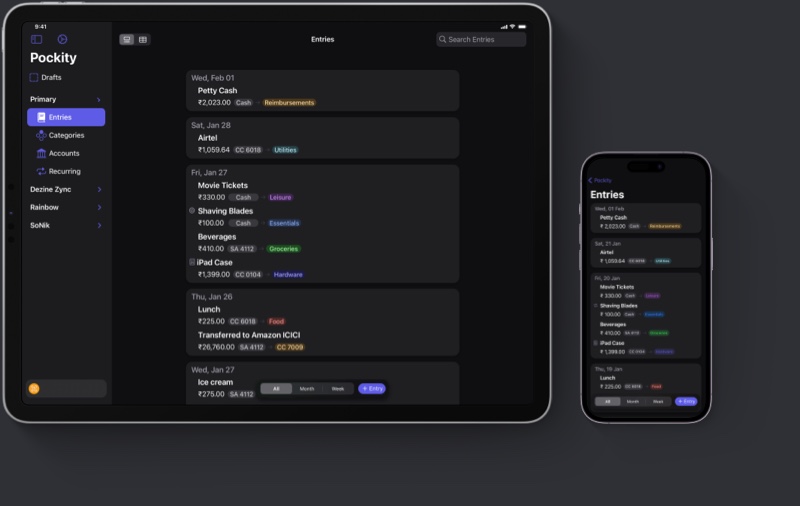 9:41
Entries
Search Entries
Pockity
Drafts
Primary
Entries
Categories
Accounts
Recurring
Dezine Zync
Rainbow
SoNik
Wed, Feb 01
Petty Cash
₹2,023.00 Cash Reimbursements
Sat, Jan 28
Airtel
₹1,059.64 CC 6018 Utilities
Fri, Jan 27
Movie Tickets
₹330.00 Cash Leisure
Shaving Blades
₹100.00 Cash Essentials
Beverages
₹410.00 SA 4112 Groceries
iPad Case
₹1,399.00 CC 0104 Hardware
Thu, Jan 26
Lunch
₹225.00 CC 6018 Food
Transferred to Amazon ICICI
₹26,760.00 SA 4112 CC 7009
Wed, Jan 27
Ice cream
₹275.00 SA 4112
All Month Week + Entry
Pockity
Entries
Wed, 01 Feb
Petty Cash
₹ 2,023.00 Cash Reimbursements
Sat, 21 Jan
Airtel
₹ 1,059.64 CC 6018 Utilities
Fri, 20 Jan
Movie Tickets
₹ 330.00 Cash Leisure
Shaving Blades
₹ 100.00 Cash Essentials
Beverages
₹ 410.00 SA 4112 Groceries
iPad Case
₹ 1,399.00 CC 0104 Hardware
Thu, 19 Jan
Lunch
₹ 225.00 CC 6018 Food
All Month Week + Entry